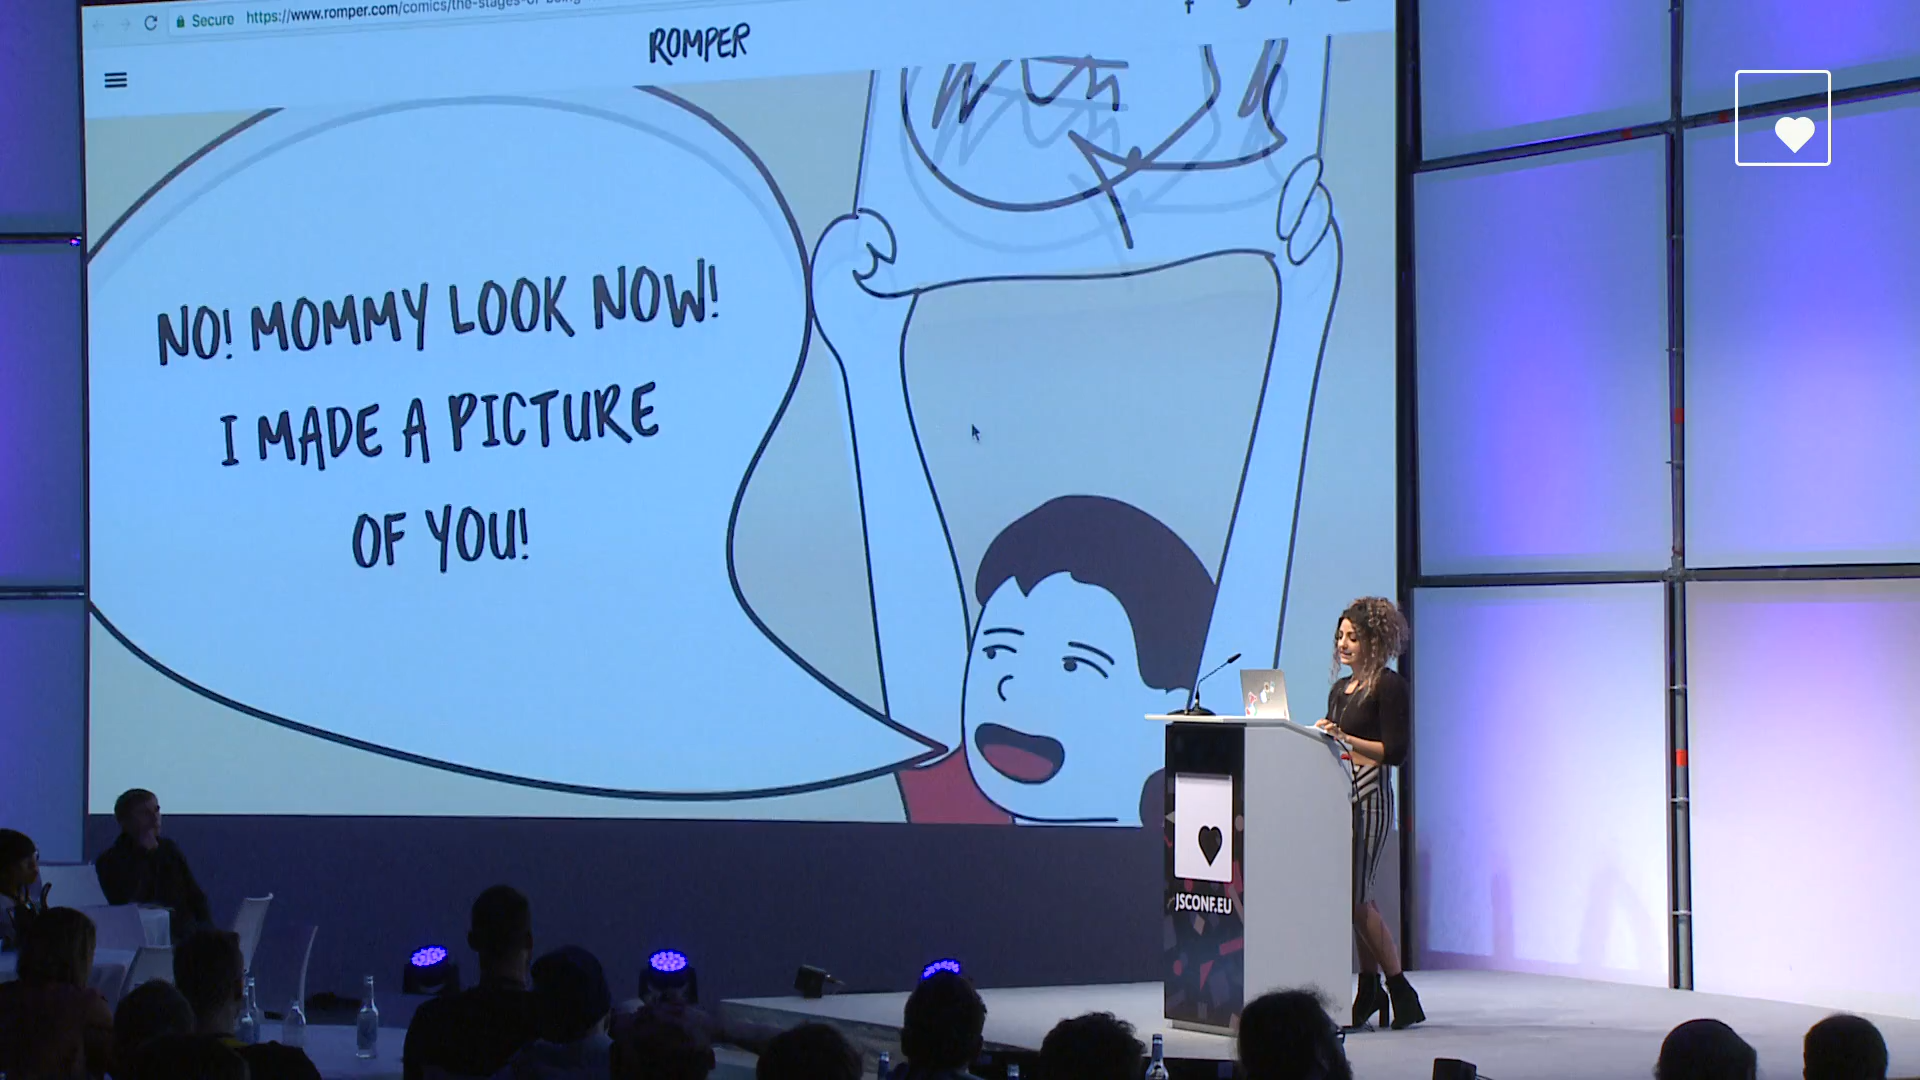 Secure https://www.romper.com/comics/the-stages-of-being-
ROMPER
NO! MOMMY LOOK NOW!
I MADE A PICTURE
OF YOU!
JSCONF.EU